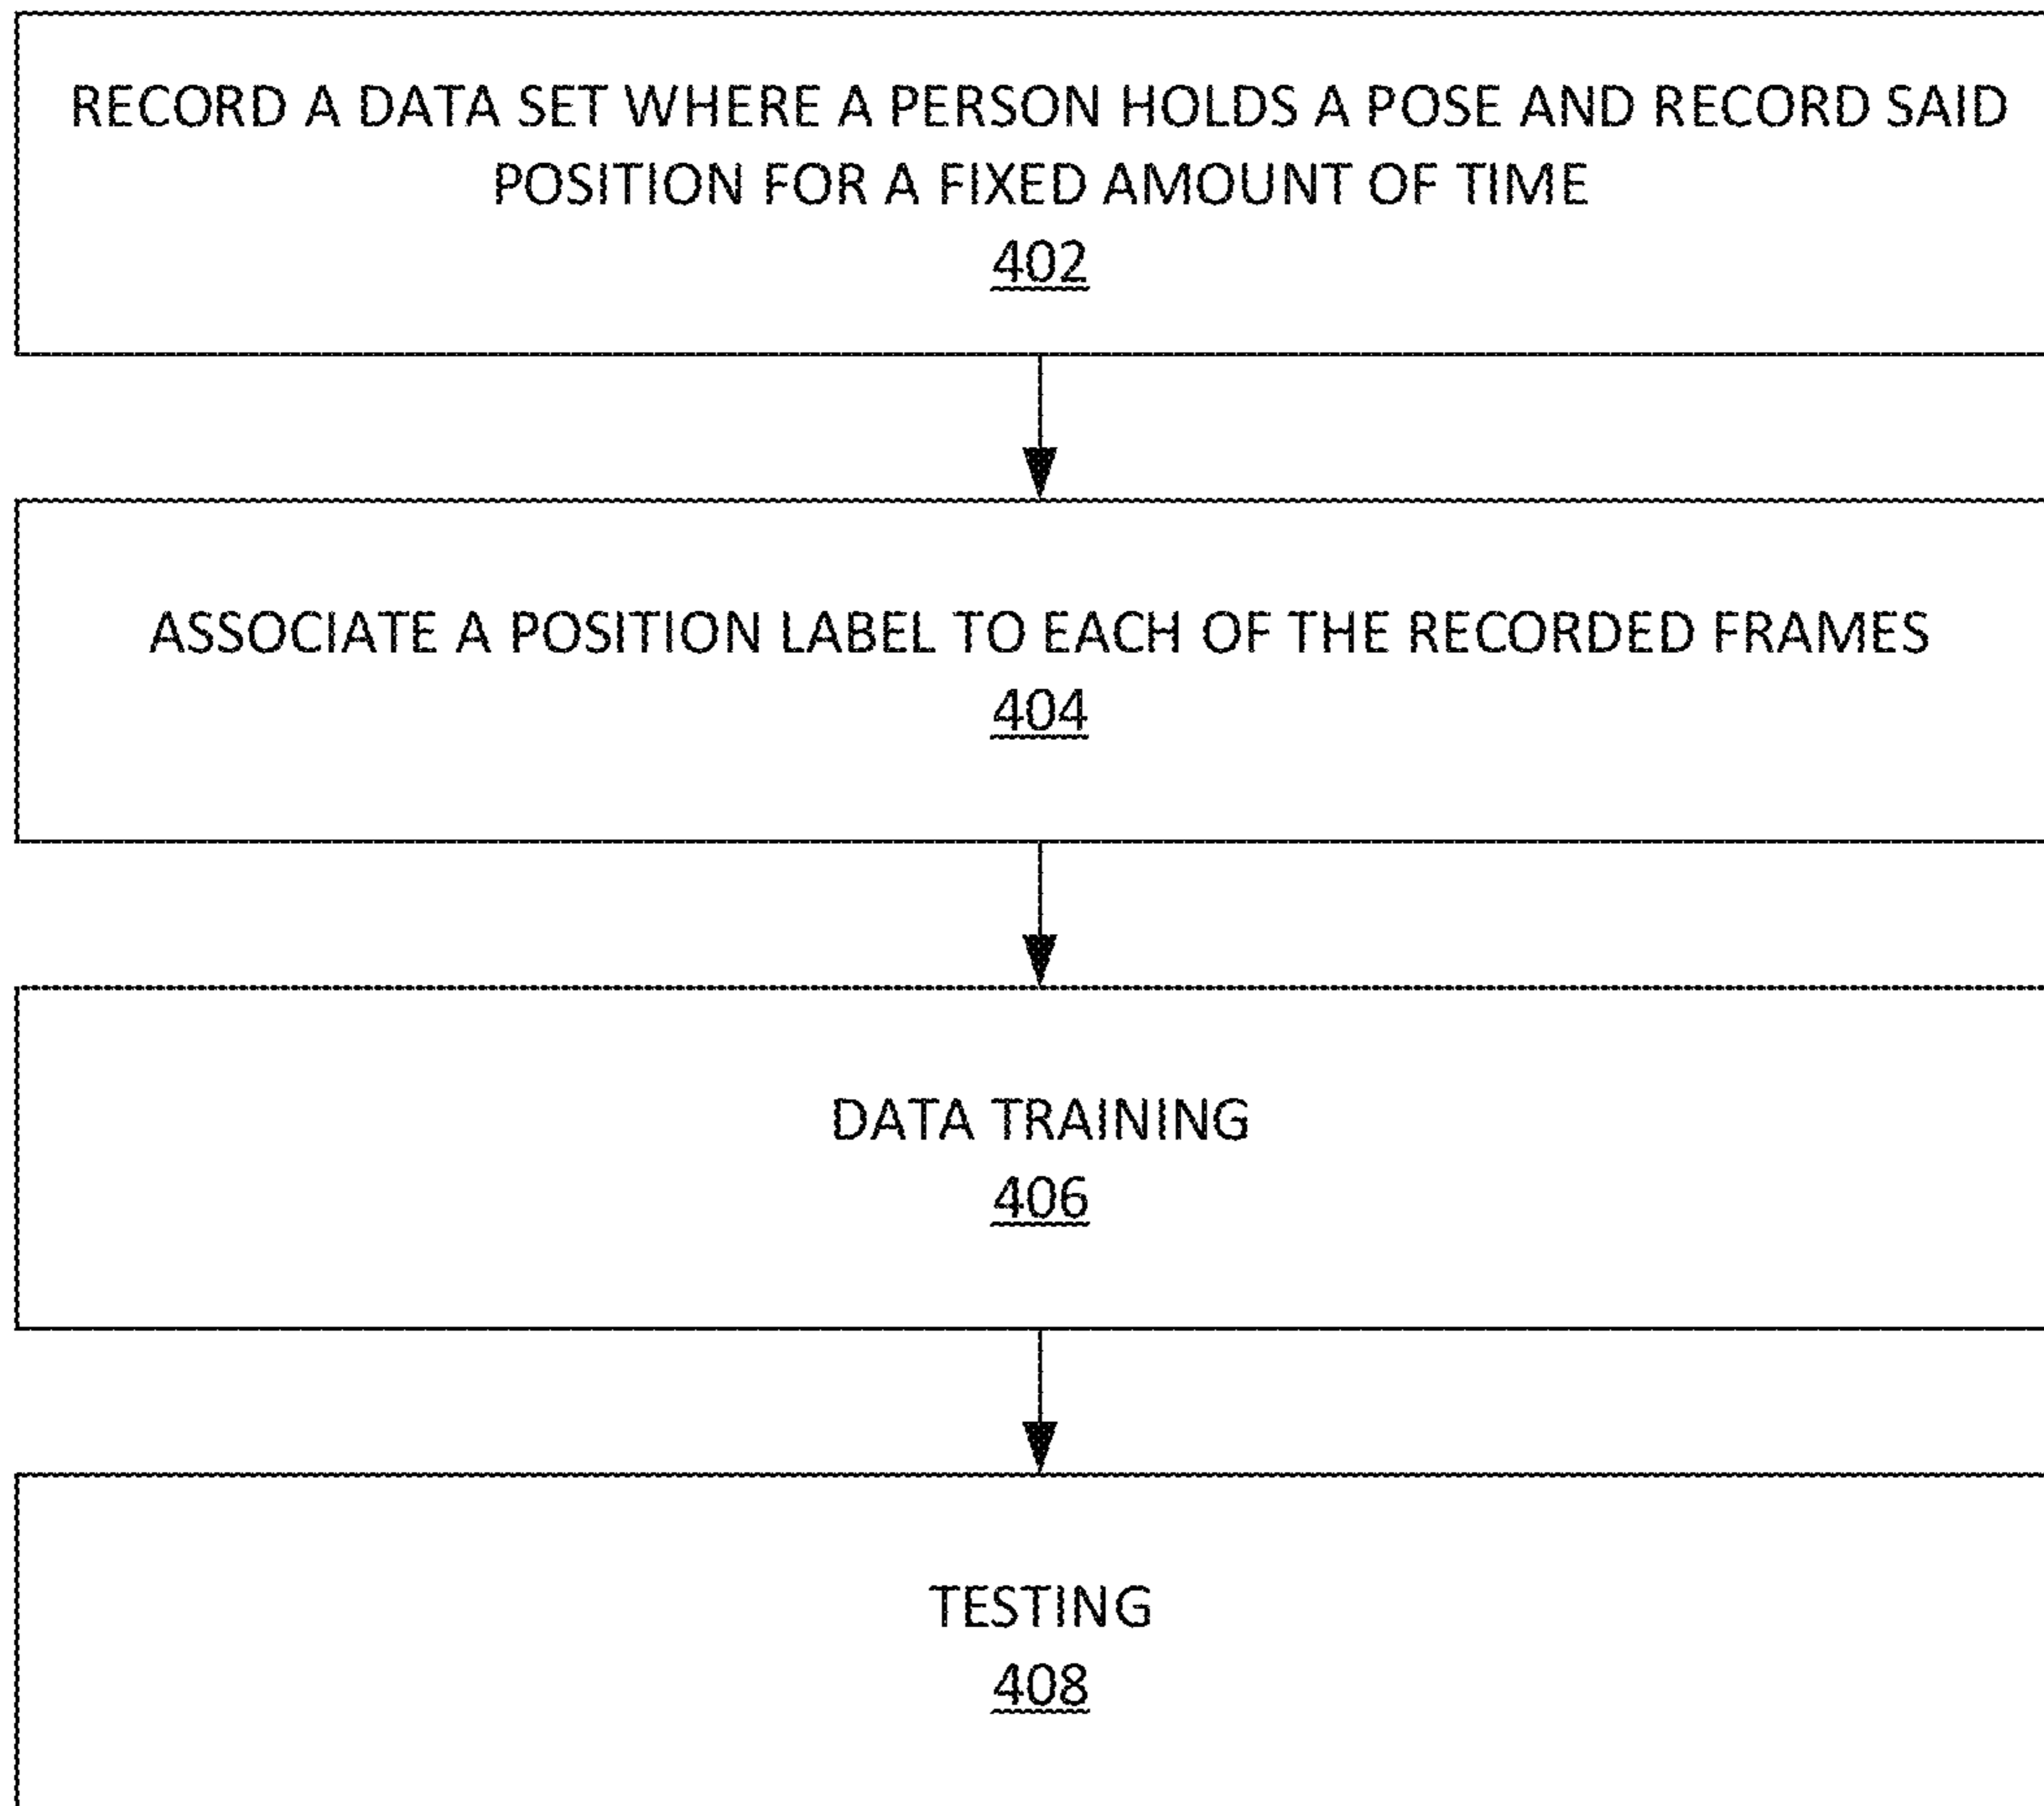 RECORD A DATA SET WHERE A PERSON HOLDS A POSE AND RECORD SAID
POSITION FOR A FIXED AMOUNT OF TIME
402
ASSOCIATE A POSITION LABEL TO EACH OF THE RECORDED FRAMES
404
DATA TRAINING
406
TESTING
408